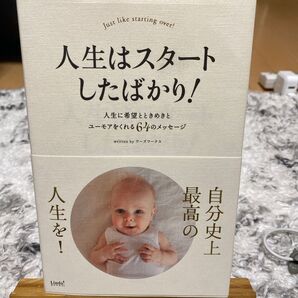 Just like starting over!
人生はスタート
したばかり!
人生に希望とときめきと
ユーモアをくれる64のメッセージ
written by ワーズワークス
自分史上
最高の
人生を!